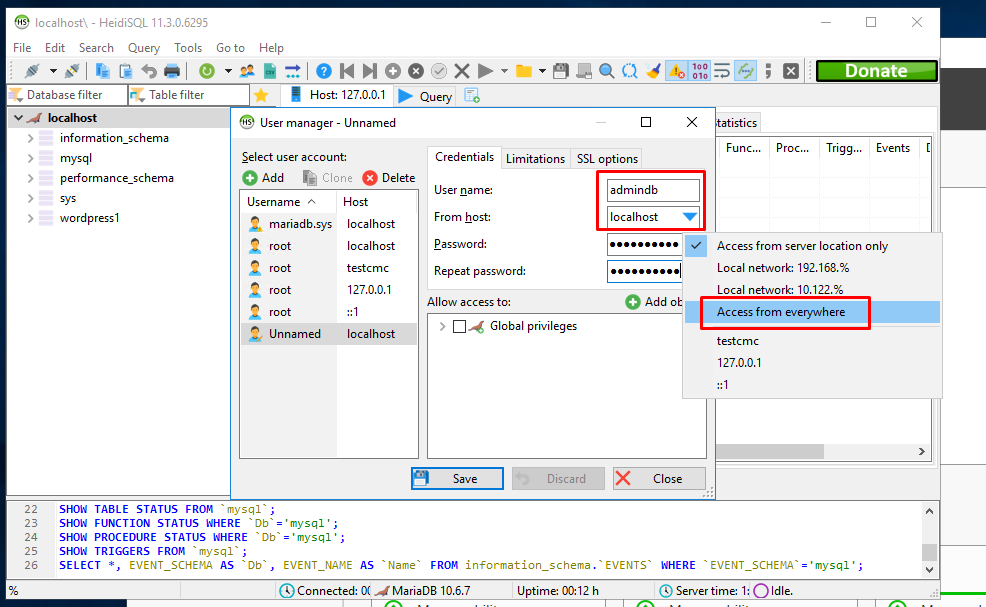 localhost\ - HeidiSQL 11.3.0.6295
File Edit Search Query Tools Go to Help
Donate
Database filter Table filter Host: 127.0.0.1 Query
localhost
information_schema
mysql
performance_schema
sys
wordpress1
User manager - Unnamed
Select user account:
Add Clone Delete
Username Host
mariadb.sys localhost
root localhost
root testcmc
root 127.0.0.1
root ::1
Unnamed localhost
Credentials Limitations SSL options
User name: admindb
From host: localhost
Password: ●●●●●●●●●●
Repeat password: ●●●●●●●●●●
Allow access to: Add ob
Global privileges
Save Discard Close
Access from server location only
Local network: 192.168.%
Local network: 10.122.%
Access from everywhere
testcmc
127.0.0.1
::1
tatistics
Func... Proc... Trigg... Events
22 SHOW TABLE STATUS FROM `mysql`;
23 SHOW FUNCTION STATUS WHERE `Db`='mysql';
24 SHOW PROCEDURE STATUS WHERE `Db`='mysql';
25 SHOW TRIGGERS FROM `mysql`;
26 SELECT *, EVENT_SCHEMA AS `Db`, EVENT_NAME AS `Name` FROM information_schema.`EVENTS` WHERE `EVENT_SCHEMA`='mysql';
% Connected: 00 MariaDB 10.6.7 Uptime: 00:12 h Server time: 1: Idle.